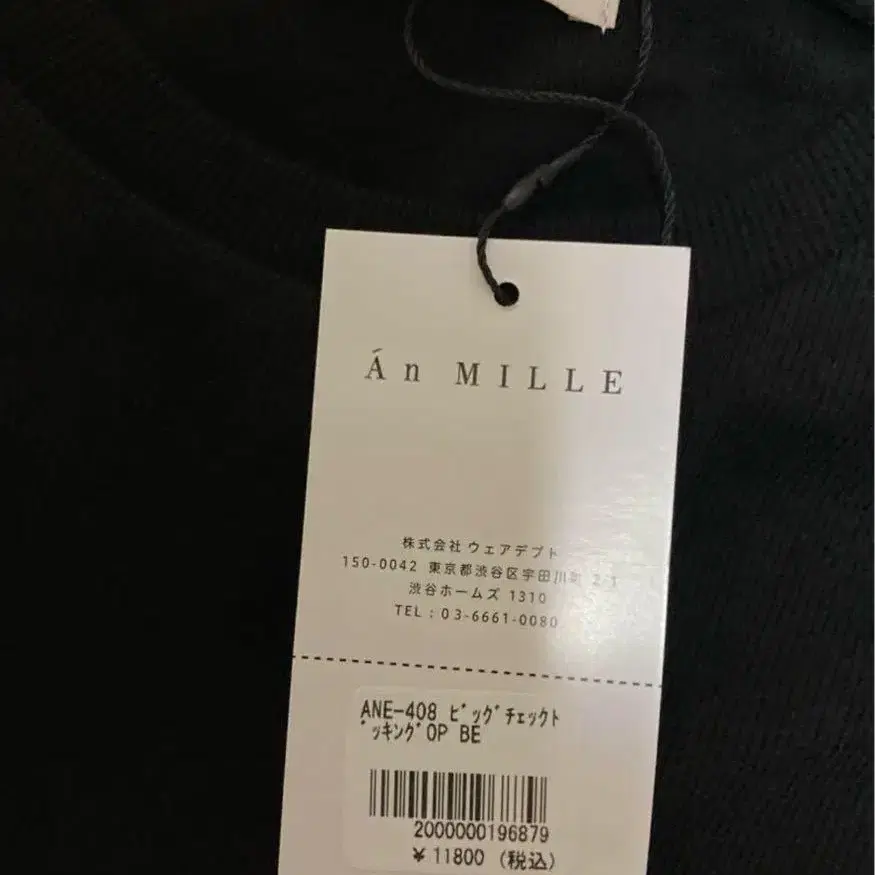 Án MILLE
株式会社 ウェアデプト
150-0042 東京都渋谷区宇田川町 2-1
渋谷ホームズ 1310
TEL : 03-6661-0080
ANE-408 ﾋﾞｯｸﾞﾁｪｯｸﾄ
ﾞｯｷﾝｸﾞOP BE
2000000196879
¥ 11800 (税込)